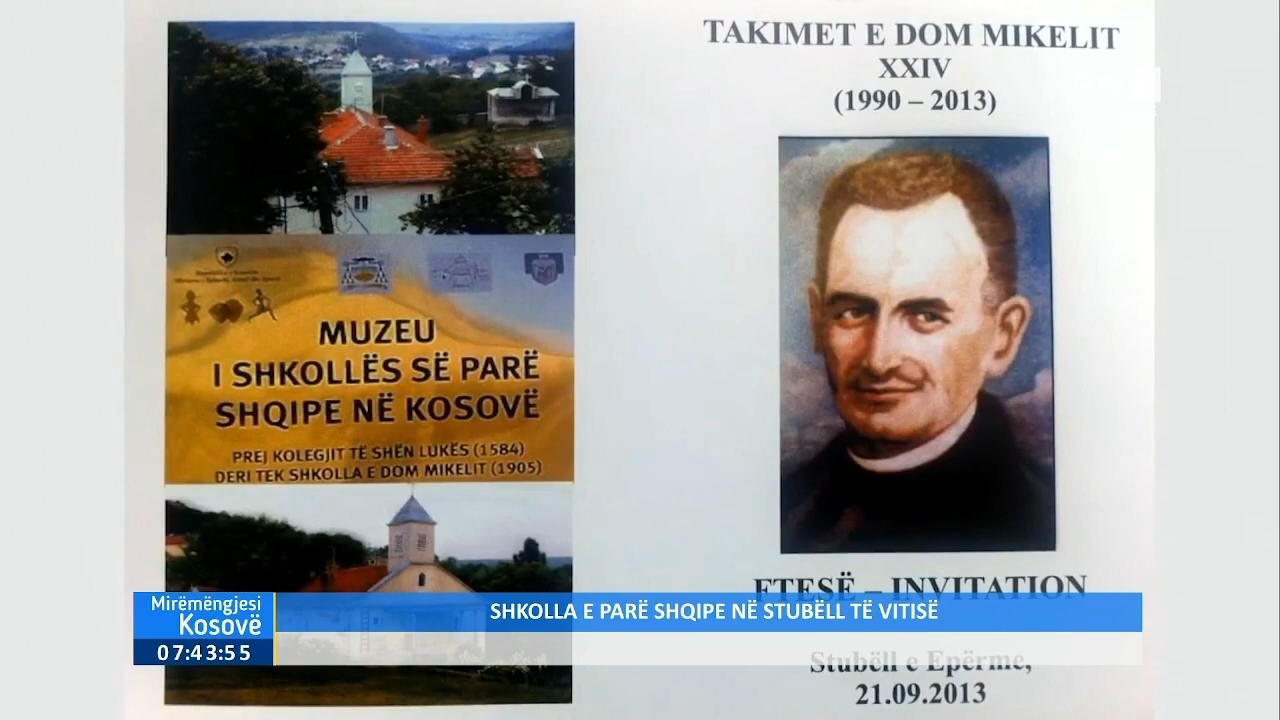 MUZEU
I SHKOLLËS SË PARË
SHQIPE NË KOSOVË
PREJ KOLEGJIT TË SHËN LUKËS (1584)
DERI TEK SHKOLLA E DOM MIKELIT (1905)
TAKIMET E DOM MIKELIT
XXIV
(1990 – 2013)
FTESË – INVITATION
Stubëll e Epërme,
21.09.2013
Mirëmëngjesi
Kosovë
07:43:55
SHKOLLA E PARË SHQIPE NË STUBËLL TË VITISË